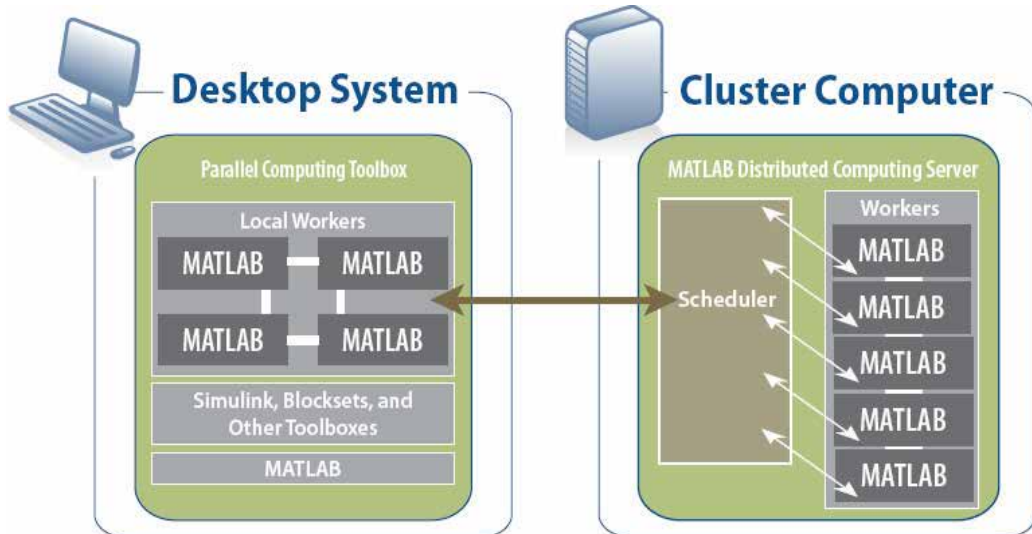 Desktop System
Parallel Computing Toolbox
Local Workers
MATLAB
MATLAB
MATLAB
MATLAB
Simulink, Blocksets, and
Other Toolboxes
MATLAB
Cluster Computer
MATLAB Distributed Computing Server
Scheduler
Workers
MATLAB
MATLAB
MATLAB
MATLAB
MATLAB